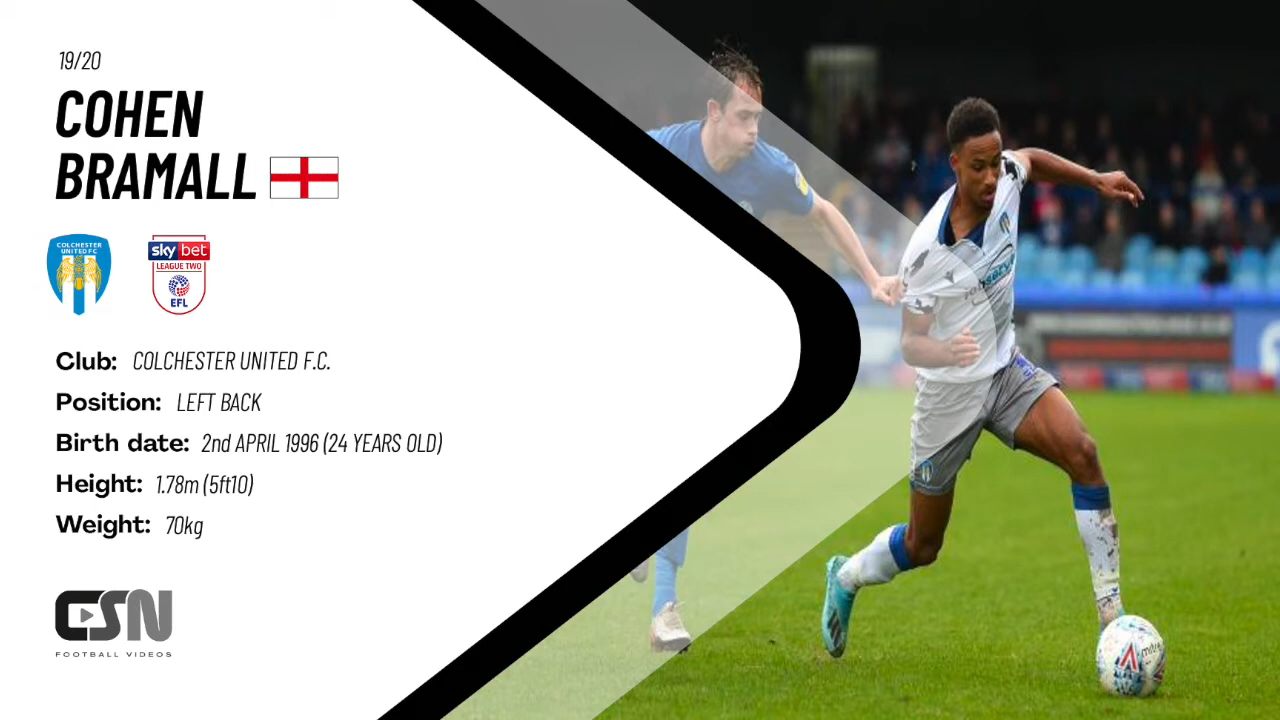 19/20
COHEN
BRAMALL
COLCHESTER
UNITED FC
sky bet
LEAGUE TWO
EFL
Club: COLCHESTER UNITED F.C.
Position: LEFT BACK
Birth date: 2nd APRIL 1996 (24 YEARS OLD)
Height: 1.78m (5ft10)
Weight: 70kg
CSN
FOOTBALL VIDEOS
mitre